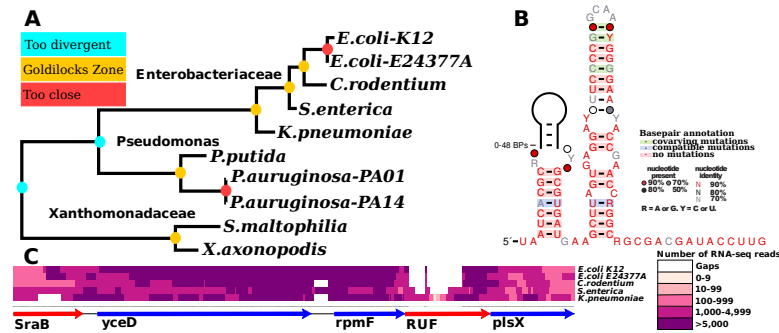 A
Too divergent
Goldilocks Zone
Too close
Enterobacteriaceae
Pseudomonas
Xanthomonadaceae
E.coli-K12
E.coli-E24377A
C.rodentium
S.enterica
K.pneumoniae
P.putida
P.auruginosa-PA01
P.auruginosa-PA14
S.maltophilia
X.axonopodis
B
0-48 BPs
R
Y
5′-UA
GAA
RGCGACGAUACCUUG
Basepair annotation
covarying mutations
compatible mutations
no mutations
nucleotide present
90% 70%
80% 50%
nucleotide identity
N 90%
N 80%
N 70%
R = A or G. Y = C or U.
C
E.coli K12
E.coli E24377A
C.rodentium
S.enterica
K.pneumoniae
SraB
yceD
rpmF
RUF
plsX
Number of RNA-seq reads
Gaps
0-9
10-99
100-999
1,000-4,999
>5,000